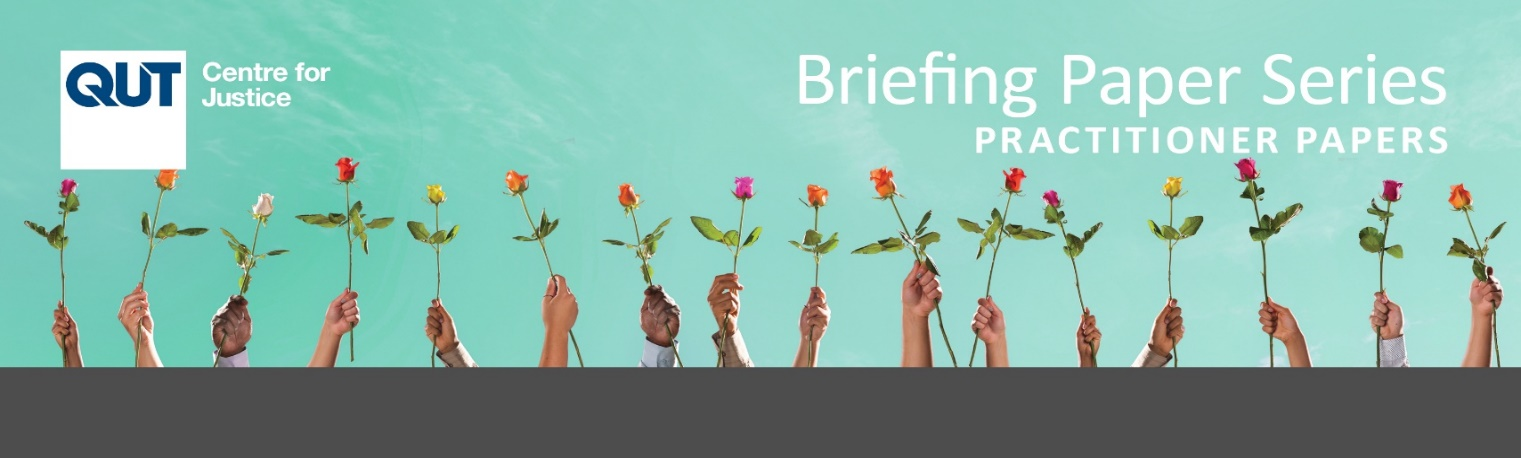 QUT
Centre for
Justice
Briefing Paper Series
PRACTITIONER PAPERS